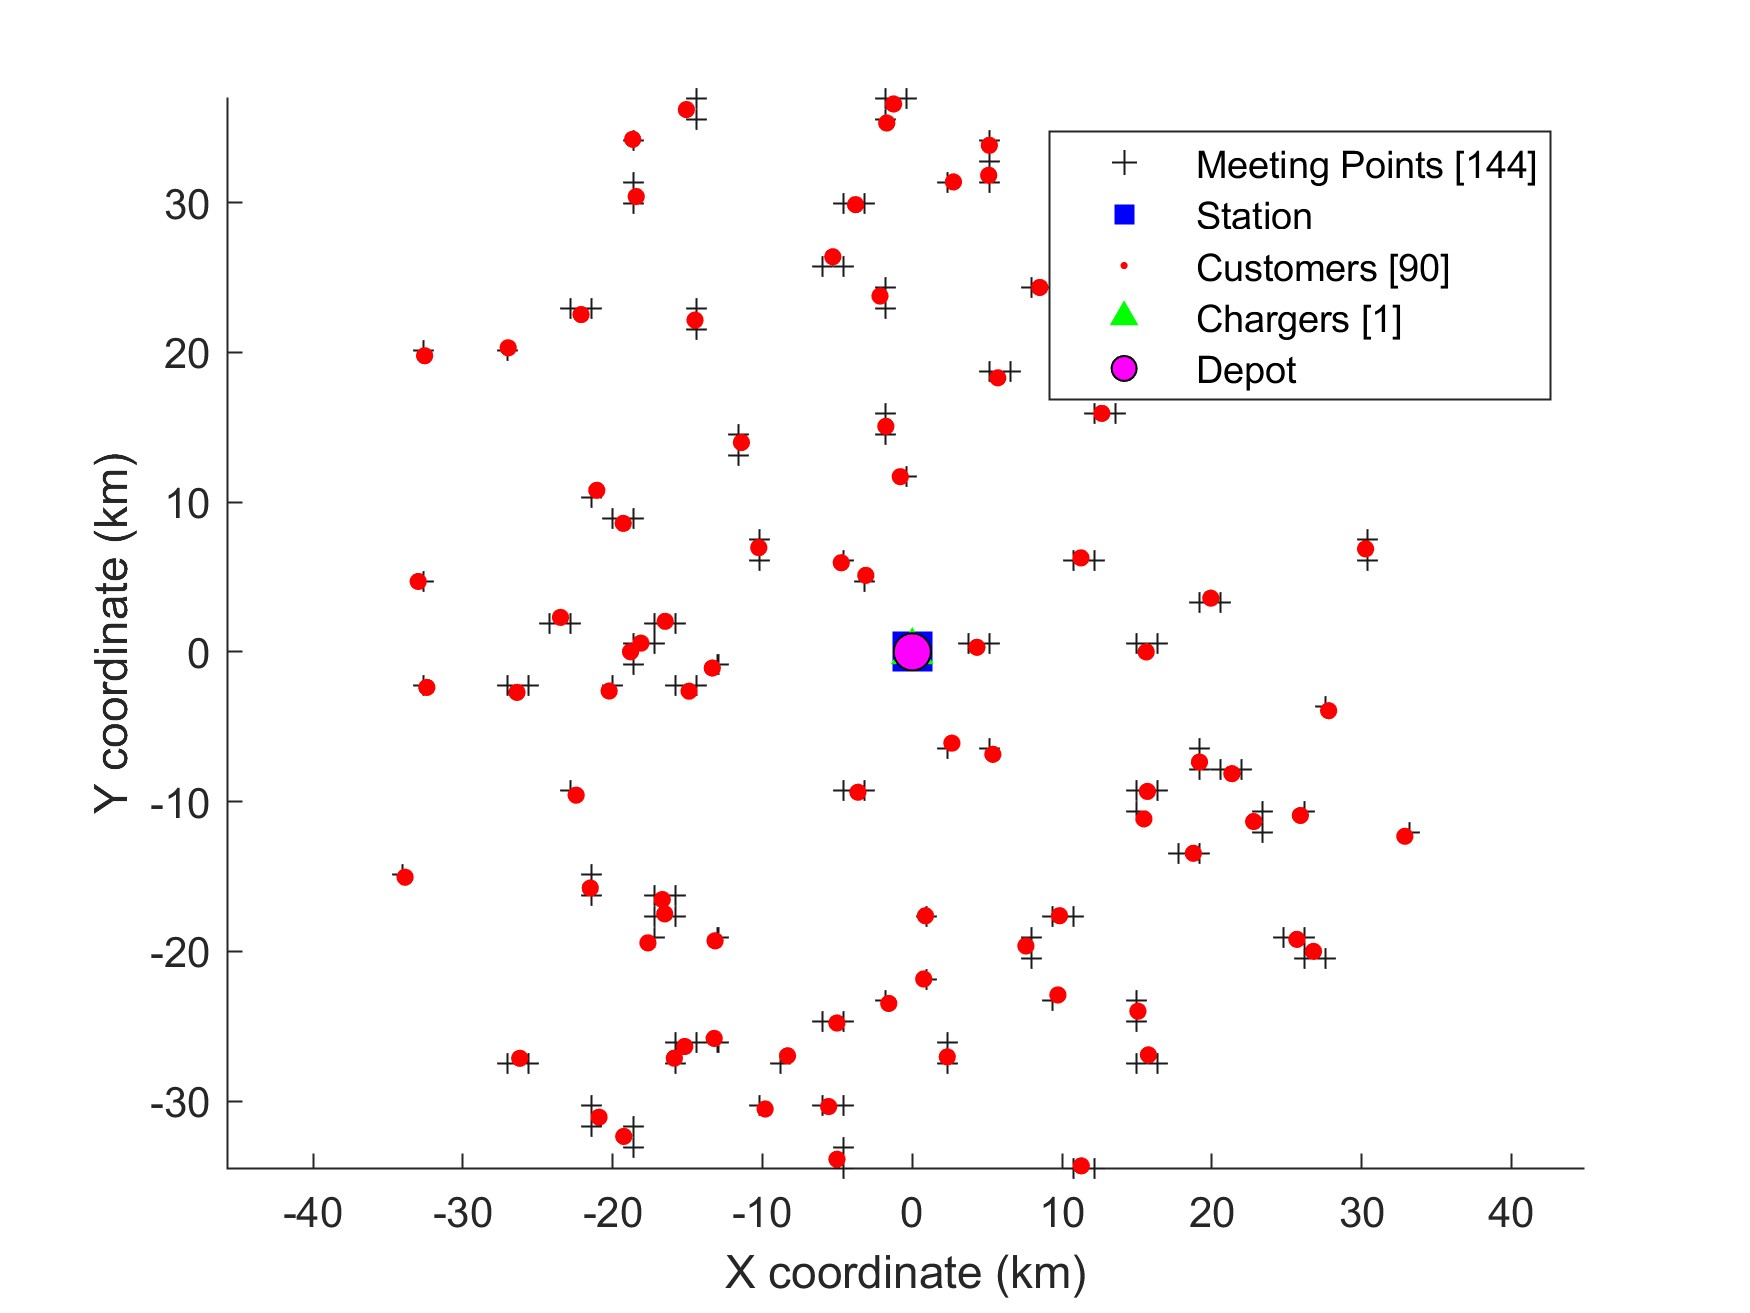 30
20
10
0
-10
-20
-30
Y coordinate (km)
Meeting Points [144]
Station
Customers [90]
Chargers [1]
Depot
-40 -30 -20 -10 0 10 20 30 40
X coordinate (km)